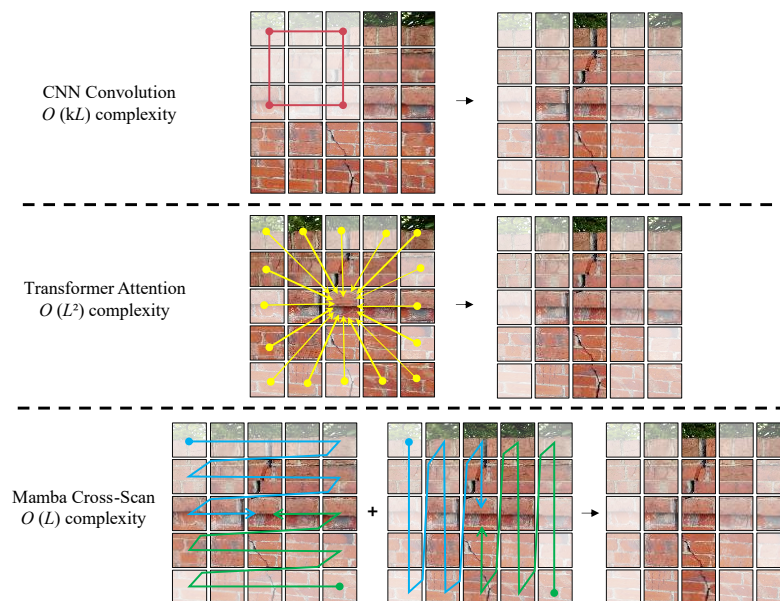 CNN Convolution
O (kL) complexity
Transformer Attention
O (L²) complexity
Mamba Cross-Scan
O (L) complexity
+